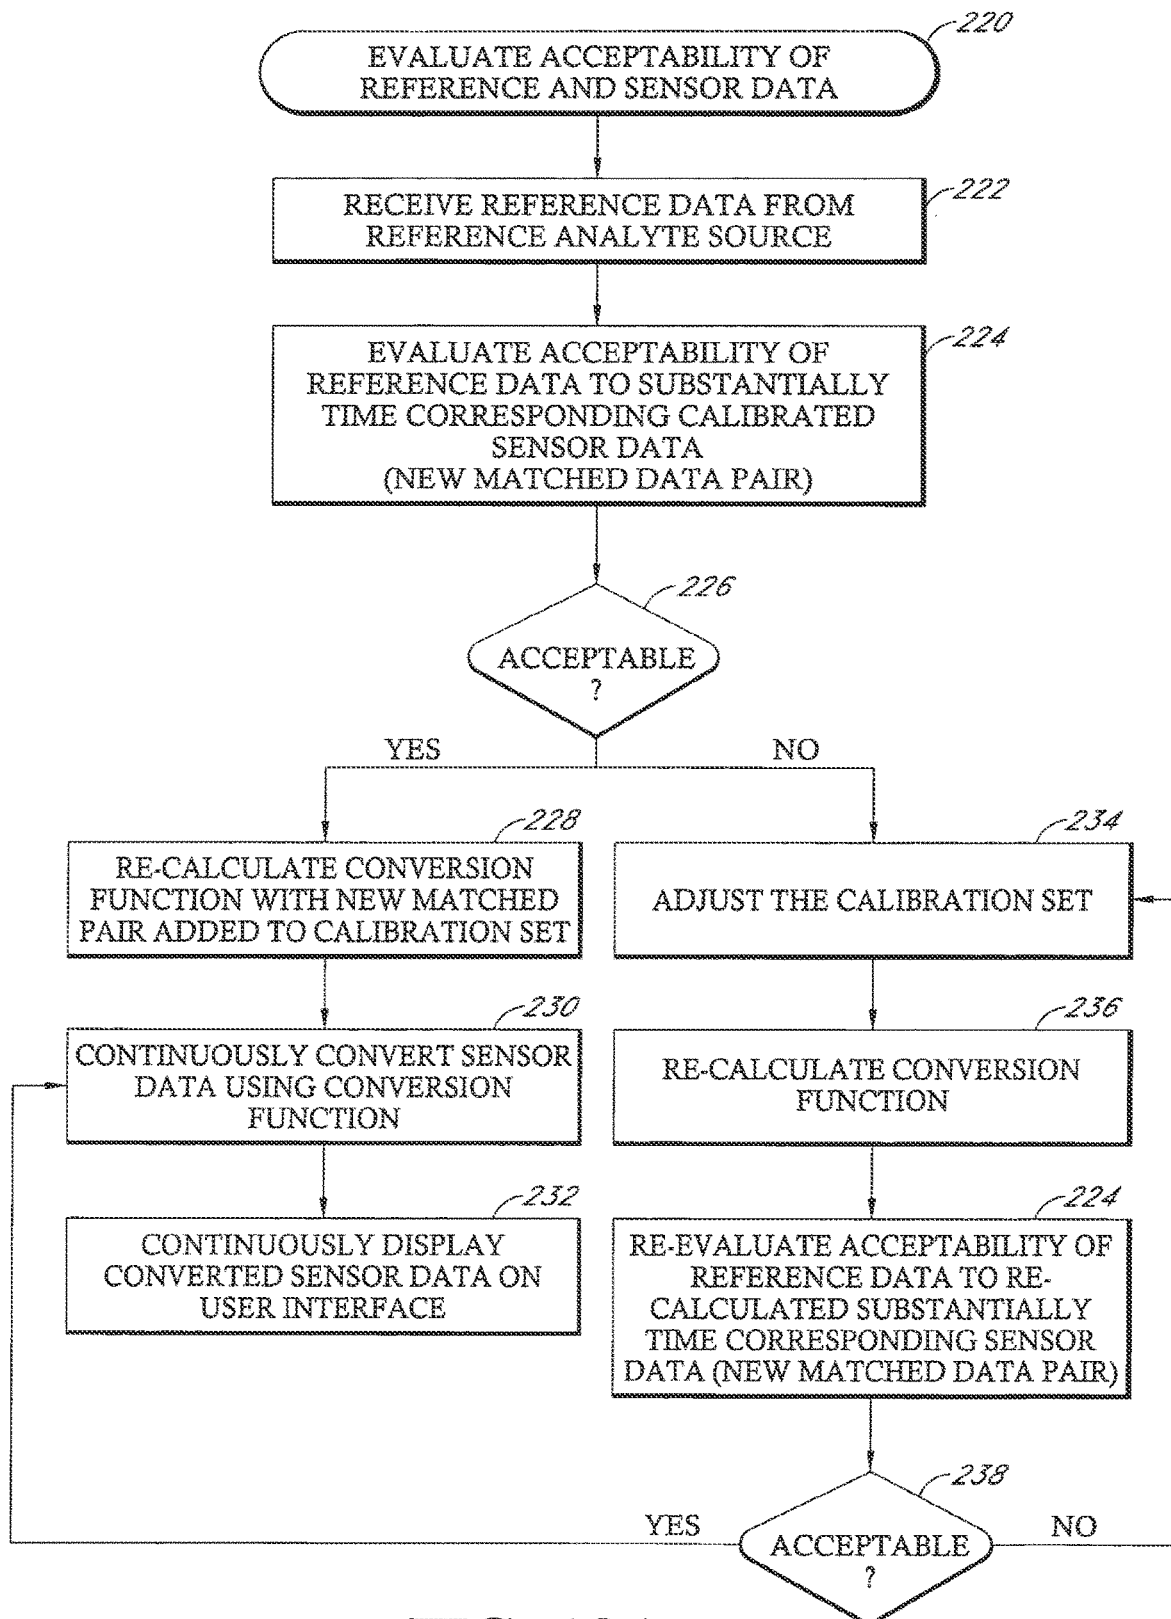 220
EVALUATE ACCEPTABILITY OF
REFERENCE AND SENSOR DATA
222
RECEIVE REFERENCE DATA FROM
REFERENCE ANALYTE SOURCE
224
EVALUATE ACCEPTABILITY OF
REFERENCE DATA TO SUBSTANTIALLY
TIME CORRESPONDING CALIBRATED
SENSOR DATA
(NEW MATCHED DATA PAIR)
226
ACCEPTABLE
?
YES
NO
228
RE-CALCULATE CONVERSION
FUNCTION WITH NEW MATCHED
PAIR ADDED TO CALIBRATION SET
234
ADJUST THE CALIBRATION SET
230
CONTINUOUSLY CONVERT SENSOR
DATA USING CONVERSION
FUNCTION
236
RE-CALCULATE CONVERSION
FUNCTION
232
CONTINUOUSLY DISPLAY
CONVERTED SENSOR DATA ON
USER INTERFACE
224
RE-EVALUATE ACCEPTABILITY OF
REFERENCE DATA TO RE-
CALCULATED SUBSTANTIALLY
TIME CORRESPONDING SENSOR
DATA (NEW MATCHED DATA PAIR)
238
YES
ACCEPTABLE
?
NO